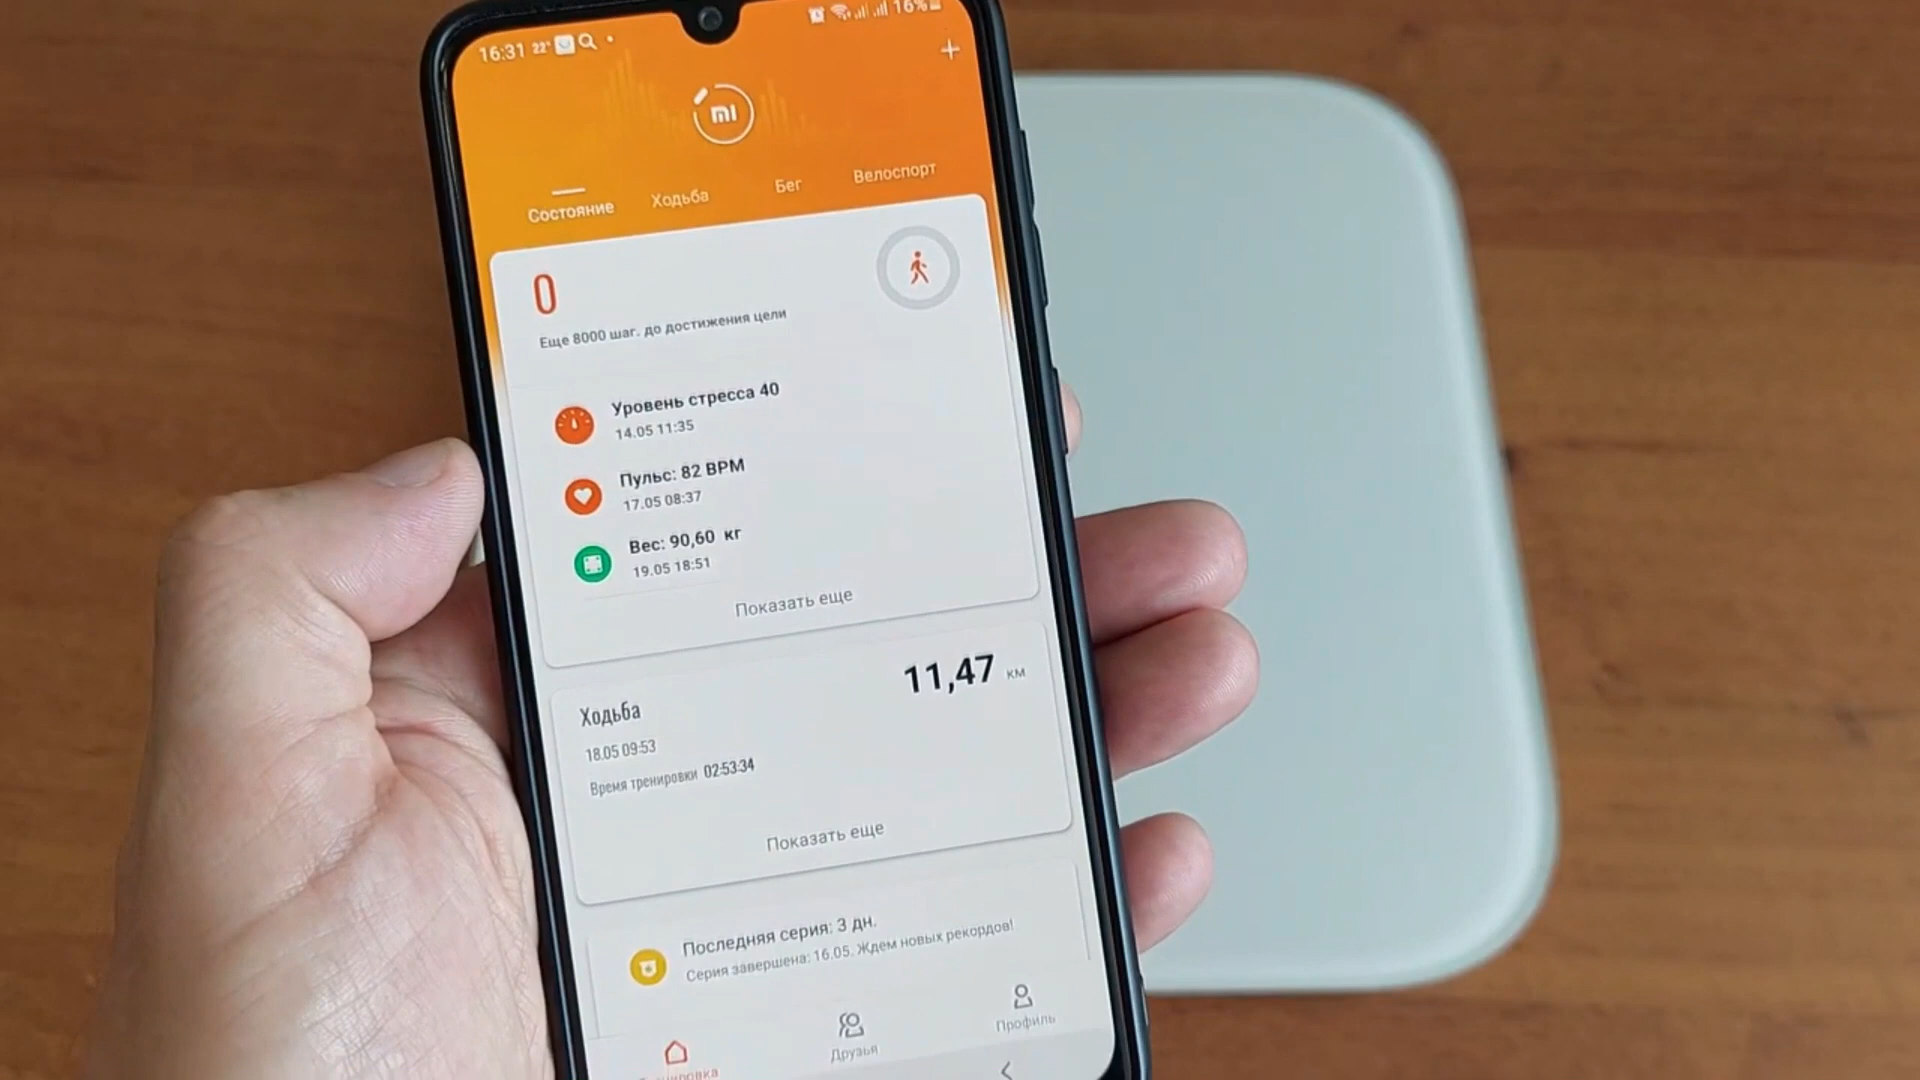 16:31 22° 16%
mi
Состояние Ходьба Бег Велоспорт
0
Еще 8000 шаг. до достижения цели
Уровень стресса 40
14.05 11:35
Пульс: 82 BPM
17.05 08:37
Вес: 90,60 кг
19.05 18:51
Показать еще
11,47 км
Ходьба
18.05 09:53
Время тренировки 02:53:34
Показать еще
Последняя серия: 3 дн.
Серия завершена: 16.05. Ждем новых рекордов!
Друзья
Профиль